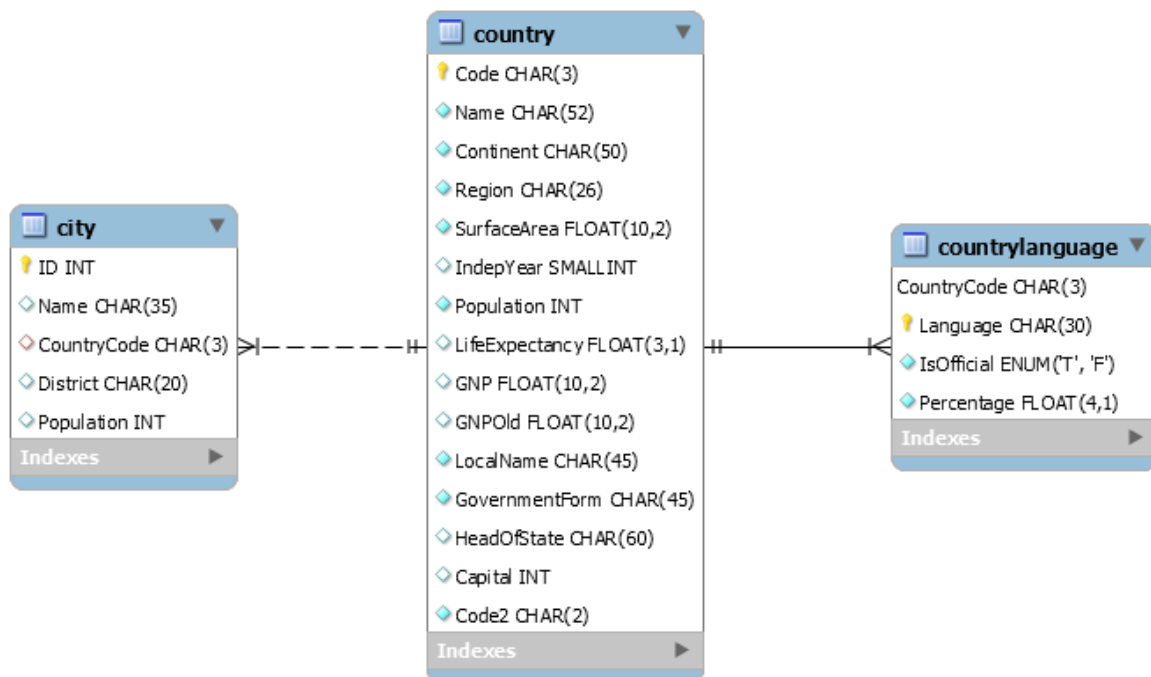 city
ID INT
Name CHAR(35)
CountryCode CHAR(3)
District CHAR(20)
Population INT
Indexes
country
Code CHAR(3)
Name CHAR(52)
Continent CHAR(50)
Region CHAR(26)
SurfaceArea FLOAT(10,2)
IndepYear SMALLINT
Population INT
LifeExpectancy FLOAT(3,1)
GNP FLOAT(10,2)
GNPOld FLOAT(10,2)
LocalName CHAR(45)
GovernmentForm CHAR(45)
HeadOfState CHAR(60)
Capital INT
Code2 CHAR(2)
Indexes
countrylanguage
CountryCode CHAR(3)
Language CHAR(30)
IsOfficial ENUM('T', 'F')
Percentage FLOAT(4,1)
Indexes